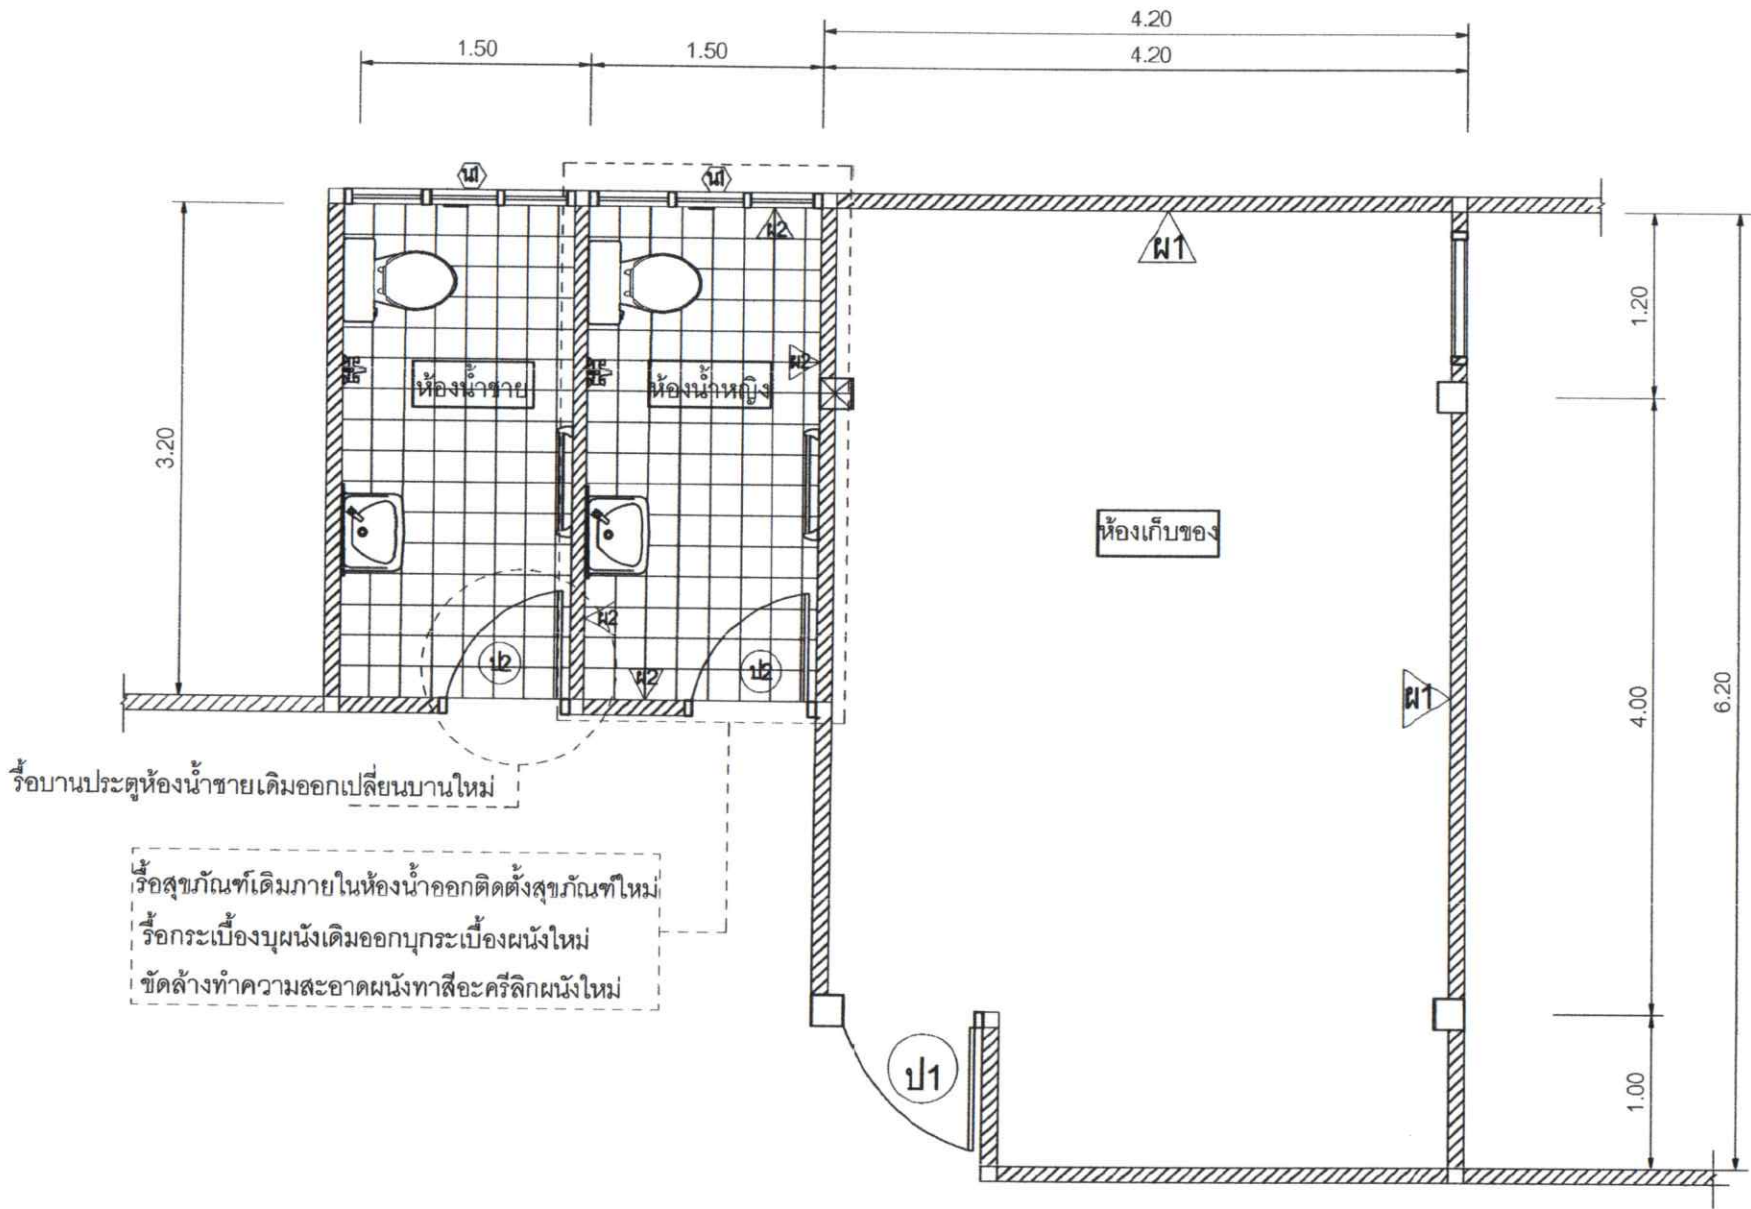 4.20
1.50
1.50
4.20
น1
น1
ผ2
ผ1
1.20
ผ2
ห้องน้ำชาย
ห้องน้ำหญิง
3.20
ห้องเก็บของ
ผ2
ป2
ป2
ผ2
ผ1
4.00
6.20
รื้อบานประตูห้องน้ำชายเดิมออกเปลี่ยนบานใหม่
รื้อสุขภัณฑ์เดิมภายในห้องน้ำออกติดตั้งสุขภัณฑ์ใหม่
รื้อกระเบื้องบุผนังเดิมออกบุกระเบื้องผนังใหม่
ขัดล้างทำความสะอาดผนังทาสีอะครีลิกผนังใหม่
ป1
1.00